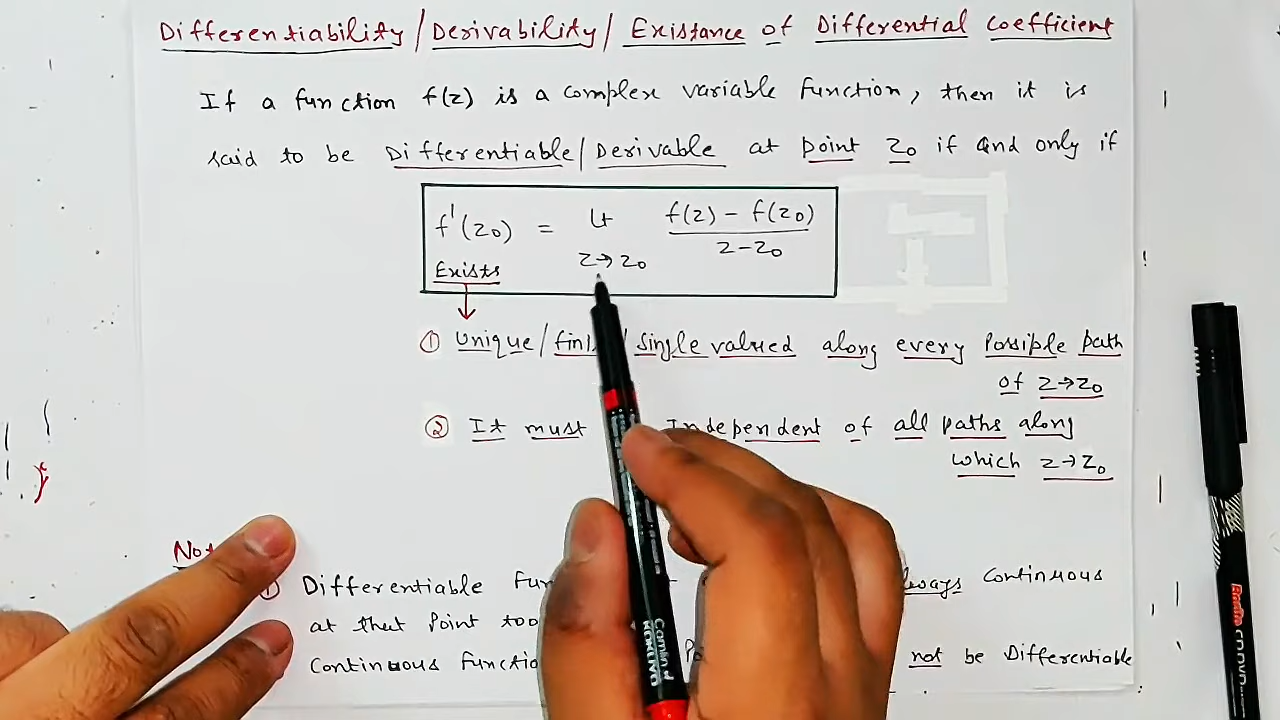 Differentiability/Derivability/Existance of Differential Coefficient
If a function f(z) is a complex variable function, then it is
said to be Differentiable/Derivable at point z₀ if and only if
f'(z₀) = Lt z→z₀ f(z) - f(z₀) / z-z₀
Exists
① Unique/ single valued along every Possible path
of z→z₀
② It must Independent of all paths along
which z→z₀
① Differentiable continuous
at that Point too
Continuous not be Differentiable
Camlin